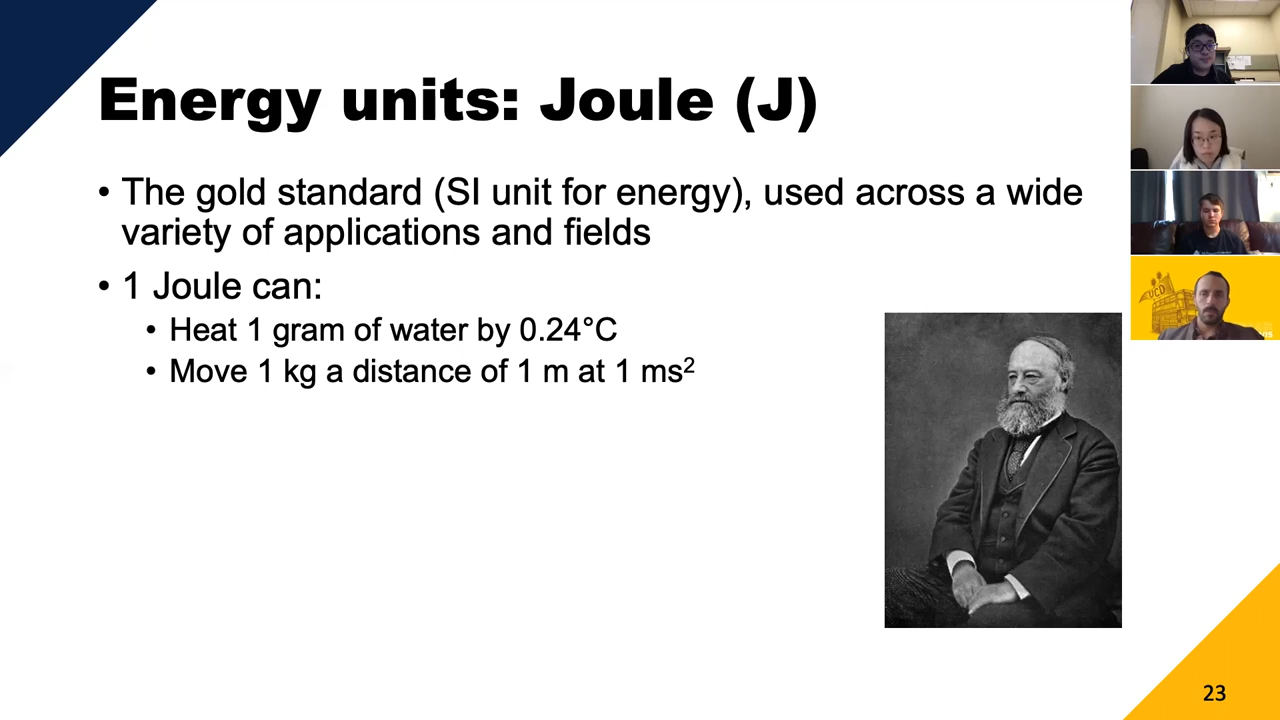 Energy units: Joule (J)
• The gold standard (SI unit for energy), used across a wide
variety of applications and fields
• 1 Joule can:
• Heat 1 gram of water by 0.24°C
• Move 1 kg a distance of 1 m at 1 ms²
UCD
23